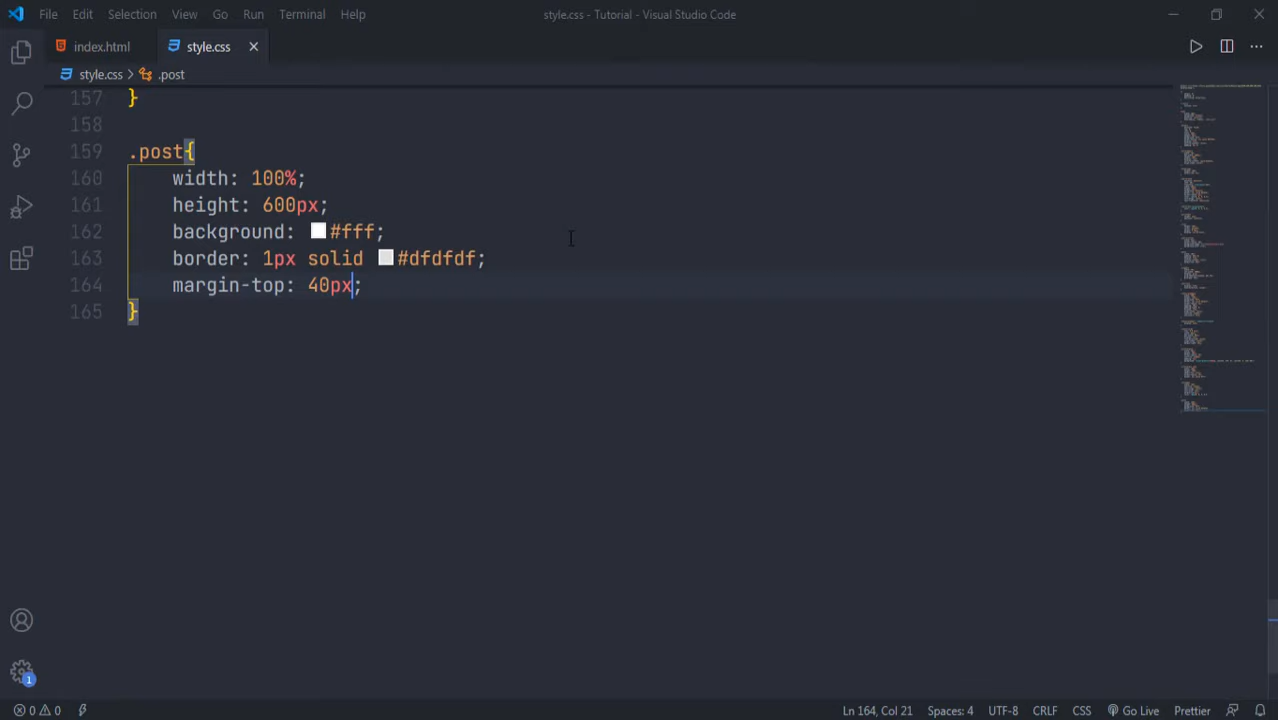 File Edit Selection View Go Run Terminal Help style.css - Tutorial - Visual Studio Code
index.html style.css
style.css > .post
157 }
158
159 .post{
160 width: 100%;
161 height: 600px;
162 background: #fff;
163 border: 1px solid #dfdfdf;
164 margin-top: 40px;
165 }
1
0 0 Ln 164, Col 21 Spaces: 4 UTF-8 CRLF CSS Go Live Prettier